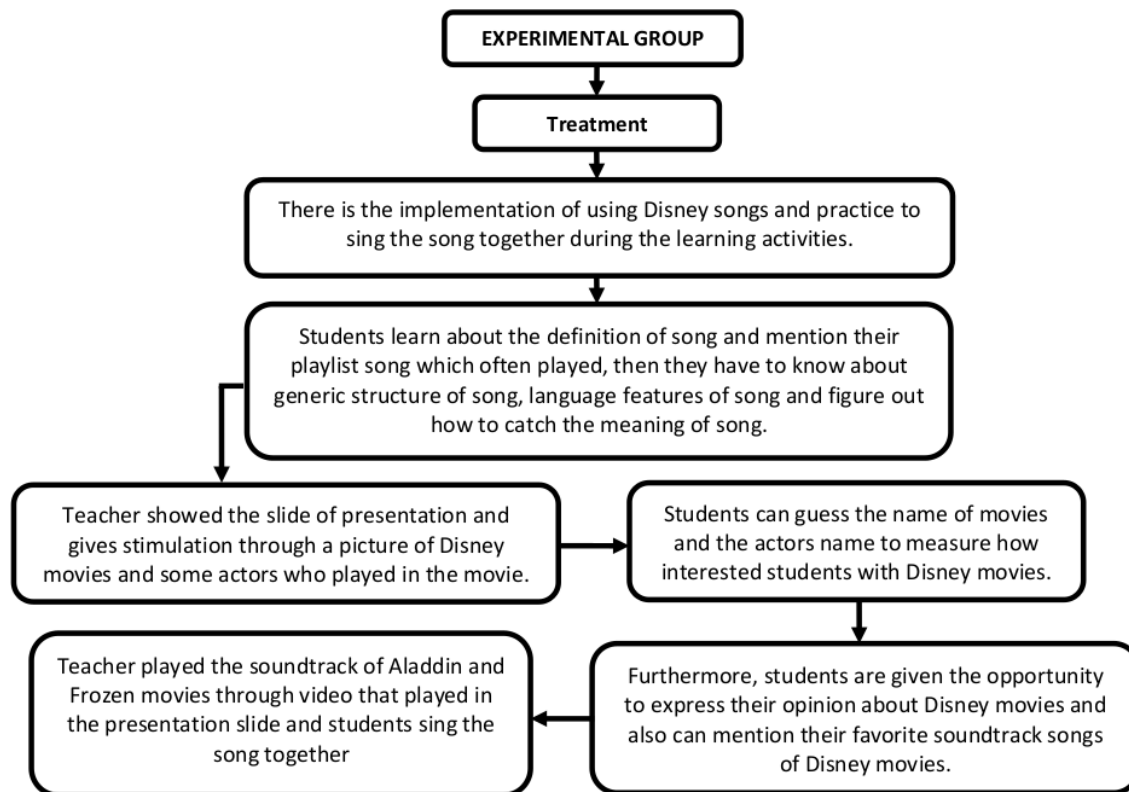 EXPERIMENTAL GROUP
Treatment
There is the implementation of using Disney songs and practice to
sing the song together during the learning activities.
Students learn about the definition of song and mention their
playlist song which often played, then they have to know about
generic structure of song, language features of song and figure out
how to catch the meaning of song.
Teacher showed the slide of presentation and
gives stimulation through a picture of Disney
movies and some actors who played in the movie.
Students can guess the name of movies
and the actors name to measure how
interested students with Disney movies.
Furthermore, students are given the opportunity
to express their opinion about Disney movies and
also can mention their favorite soundtrack songs
of Disney movies.
Teacher played the soundtrack of Aladdin and
Frozen movies through video that played in
the presentation slide and students sing the
song together